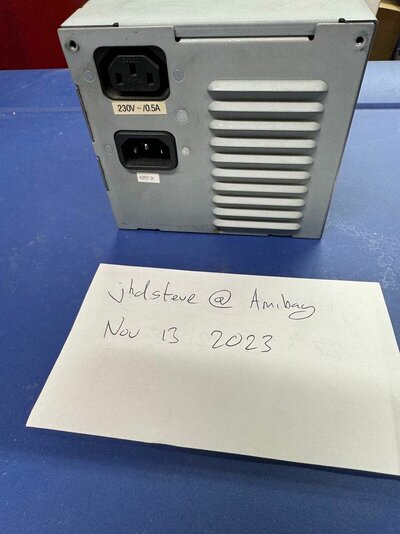 230V ~ /0.5A
jhdsteve @ Amibay
Nov 13 2023